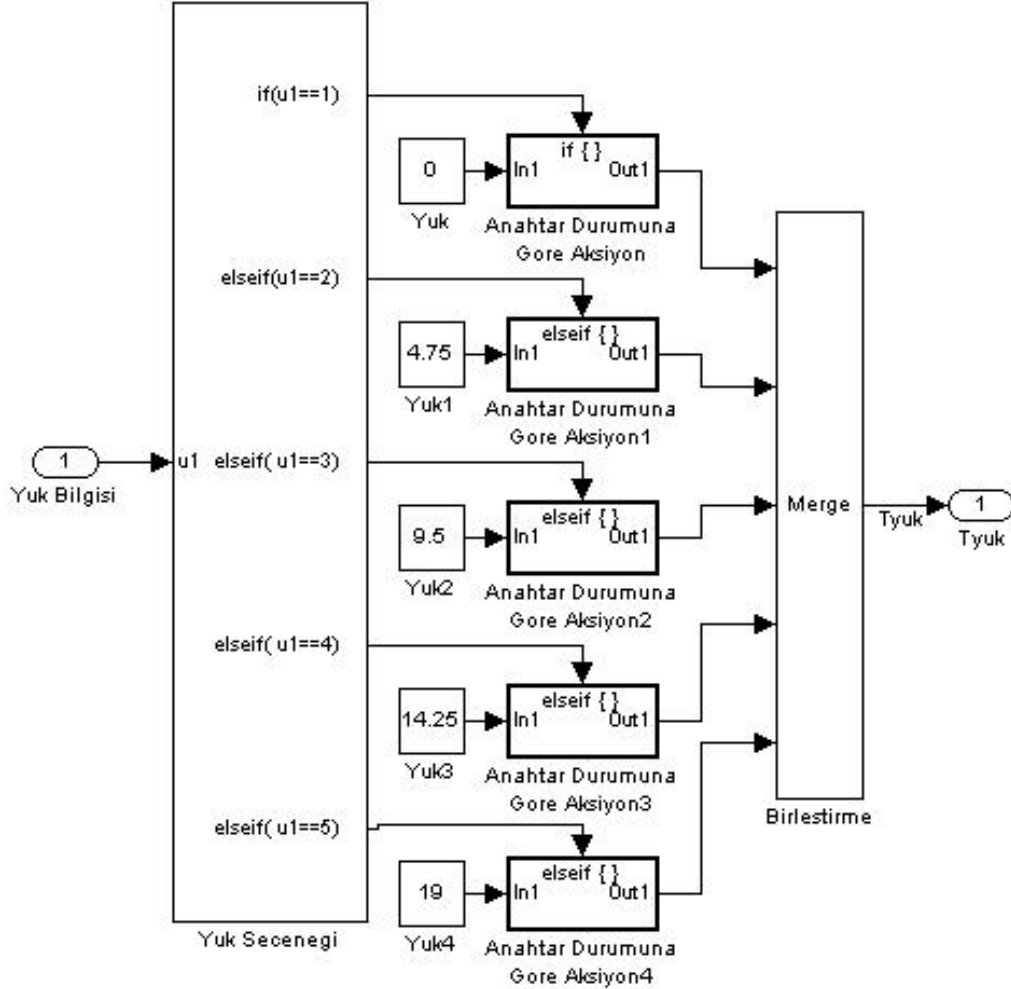 if(u1==1)
if { }
In1
Out1
0
Yuk
Anahtar Durumuna
Gore Aksiyon
elseif(u1==2)
elseif { }
In1
Out1
4.75
Yuk1
Anahtar Durumuna
Gore Aksiyon1
1
Yuk Bilgisi
u1
elseif( u1==3)
elseif { }
In1
Out1
9.5
Yuk2
Anahtar Durumuna
Gore Aksiyon2
Merge
Tyuk
1
Tyuk
elseif( u1==4)
elseif { }
In1
Out1
14.25
Yuk3
Anahtar Durumuna
Gore Aksiyon3
Birlestirme
elseif( u1==5)
elseif { }
In1
Out1
19
Yuk4
Anahtar Durumuna
Gore Aksiyon4
Yuk Secenegi